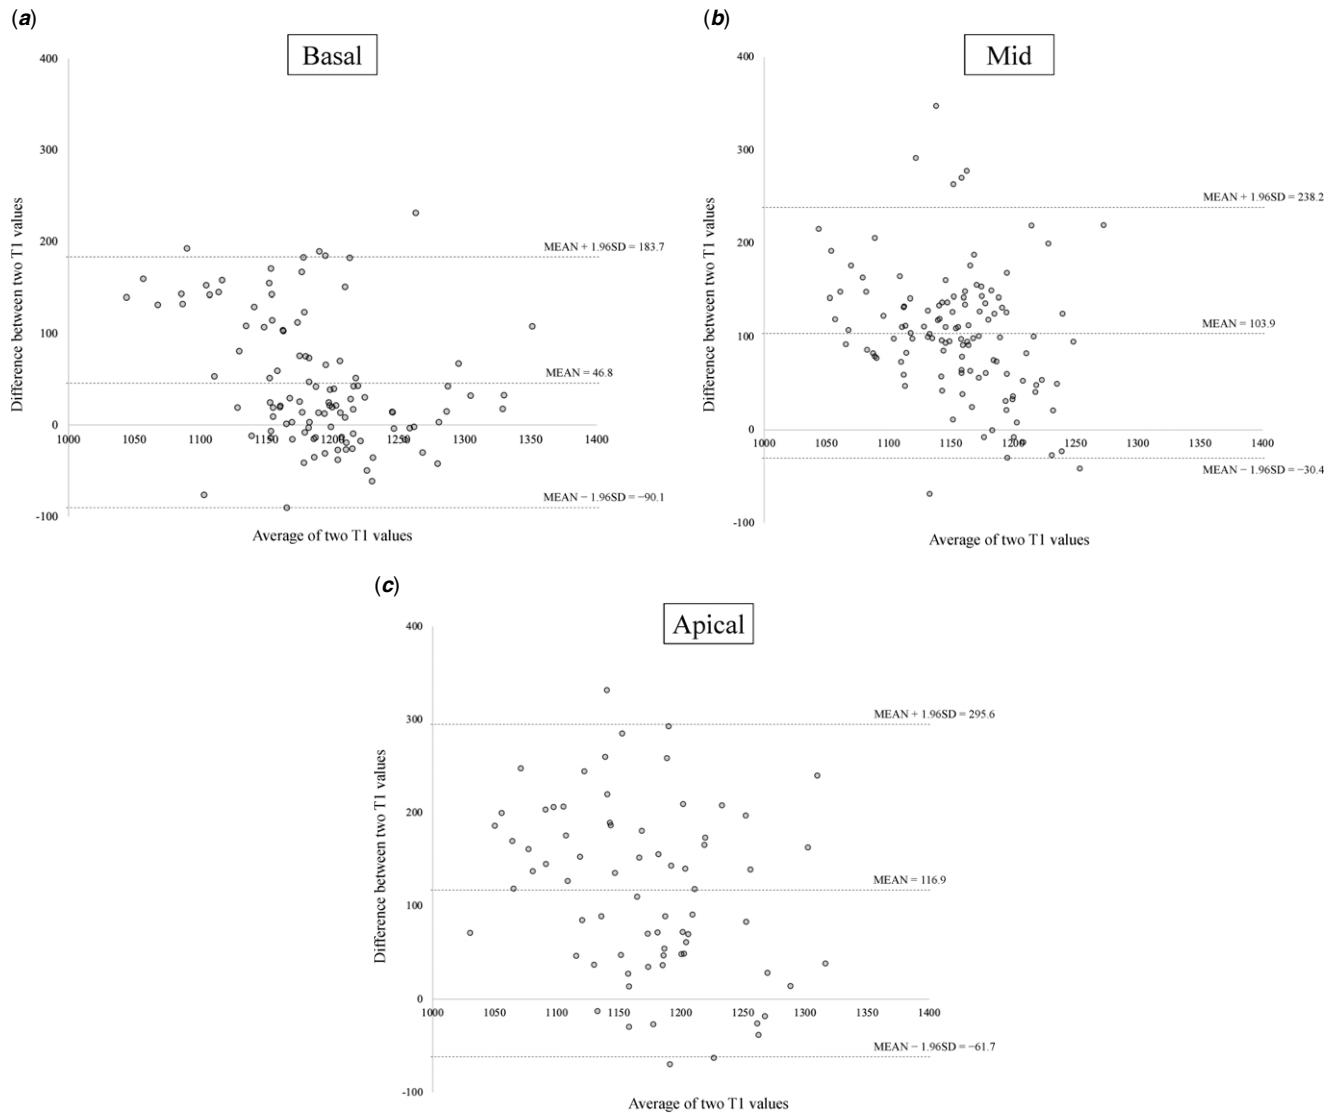 (a)
Basal
400
300
200
100
0
-100
1000
1050
1100
1150
1200
1250
1300
1350
1400
Difference between two T1 values
MEAN + 1.96SD = 183.7
MEAN = 46.8
MEAN − 1.96SD = −90.1
Average of two T1 values
(b)
Mid
400
300
200
100
0
-100
1000
1050
1100
1150
1200
1250
1300
1350
1400
Difference between two T1 values
MEAN + 1.96SD = 238.2
MEAN = 103.9
MEAN − 1.96SD = −30.4
Average of two T1 values
(c)
Apical
400
300
200
100
0
-100
1000
1050
1100
1150
1200
1250
1300
1350
1400
Difference between two T1 values
MEAN + 1.96SD = 295.6
MEAN = 116.9
MEAN − 1.96SD = −61.7
Average of two T1 values